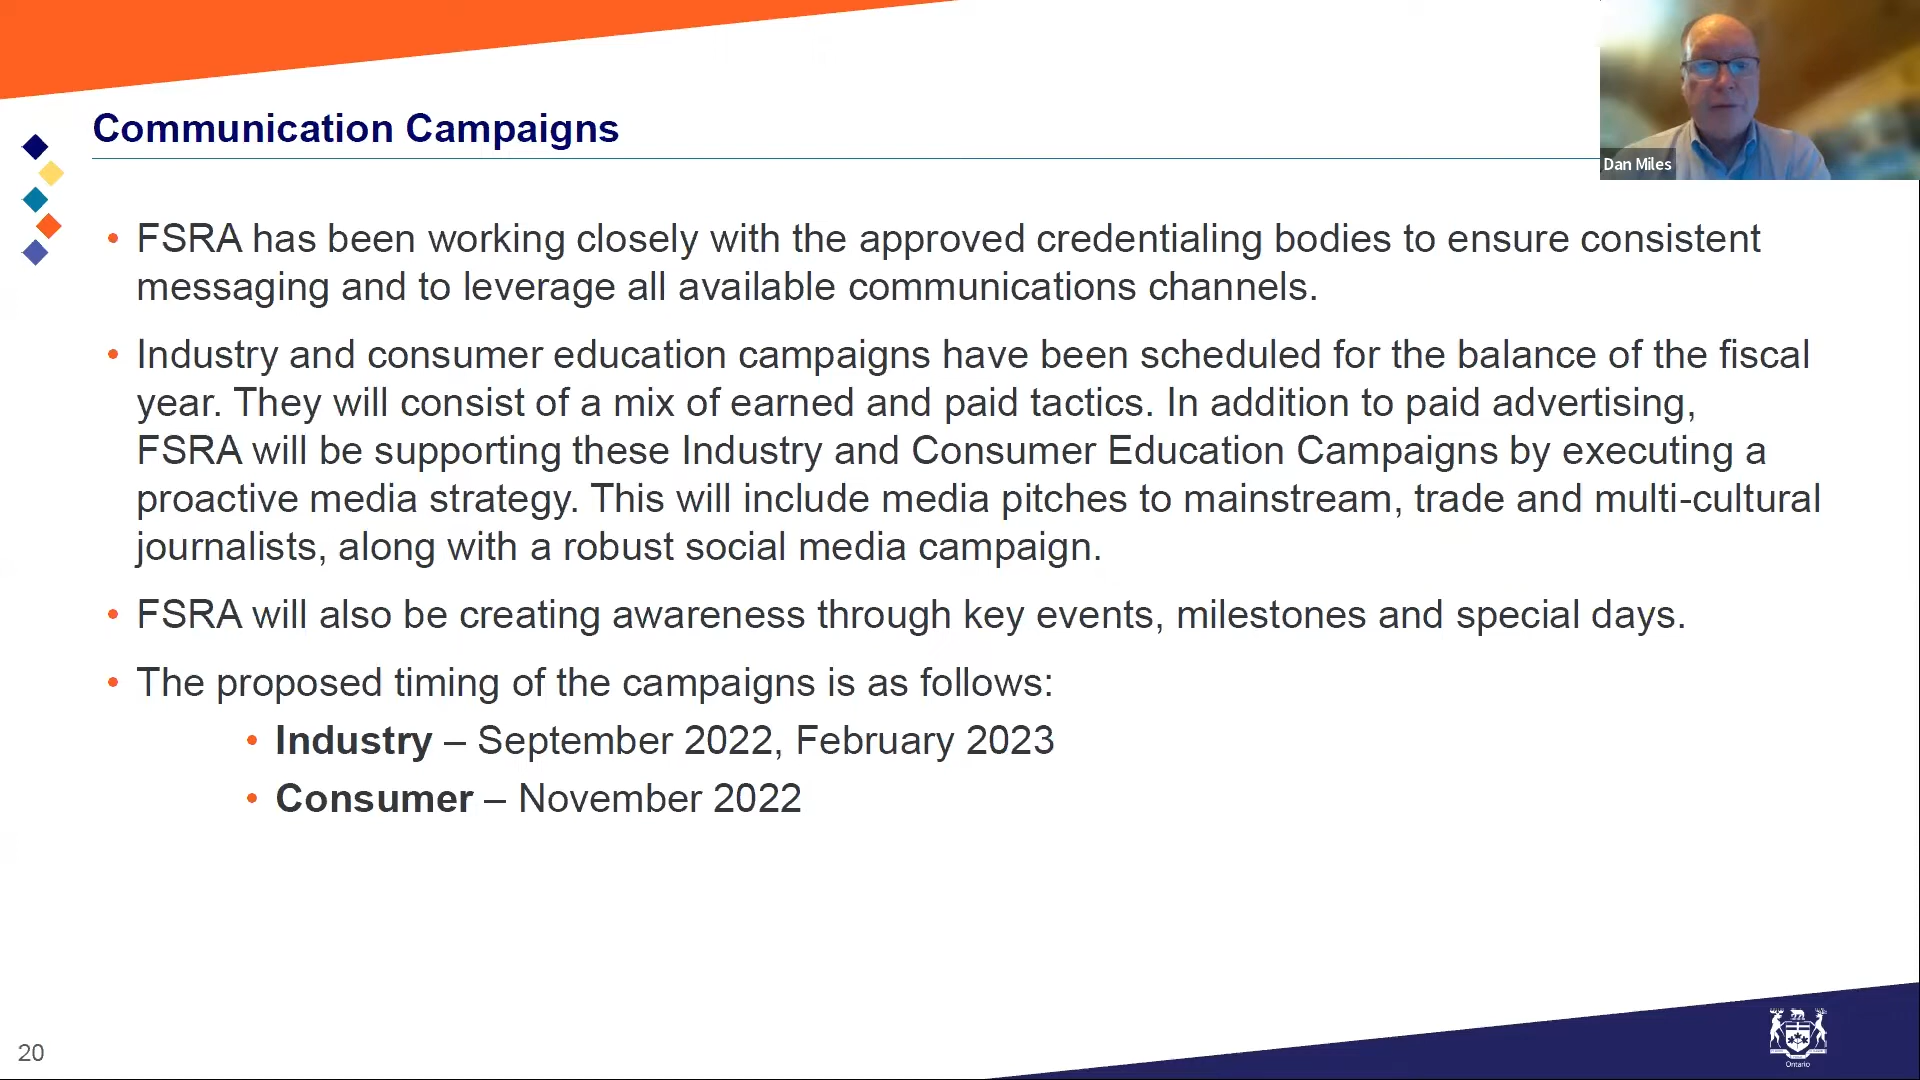 Communication Campaigns
Dan Miles
• FSRA has been working closely with the approved credentialing bodies to ensure consistent
messaging and to leverage all available communications channels.
• Industry and consumer education campaigns have been scheduled for the balance of the fiscal
year. They will consist of a mix of earned and paid tactics. In addition to paid advertising,
FSRA will be supporting these Industry and Consumer Education Campaigns by executing a
proactive media strategy. This will include media pitches to mainstream, trade and multi-cultural
journalists, along with a robust social media campaign.
• FSRA will also be creating awareness through key events, milestones and special days.
• The proposed timing of the campaigns is as follows:
• Industry – September 2022, February 2023
• Consumer – November 2022
20
Ontario